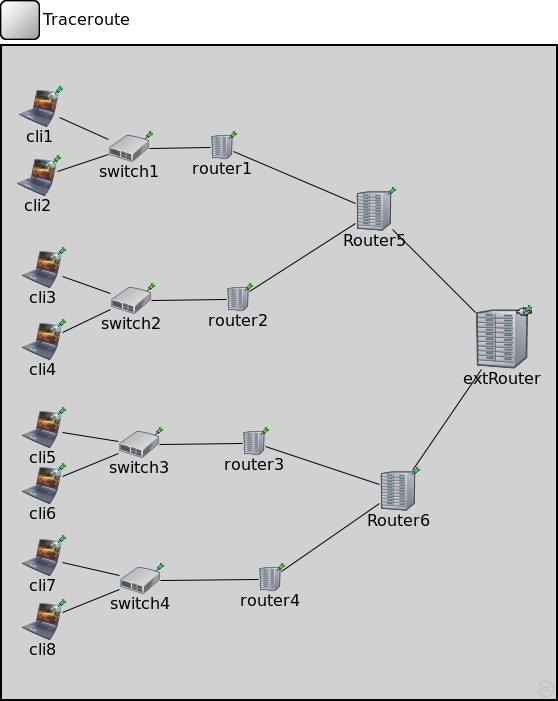 Traceroute
cli1
switch1
router1
cli2
Router5
cli3
switch2
router2
cli4
extRouter
cli5
switch3
router3
cli6
Router6
cli7
switch4
router4
cli8
cc